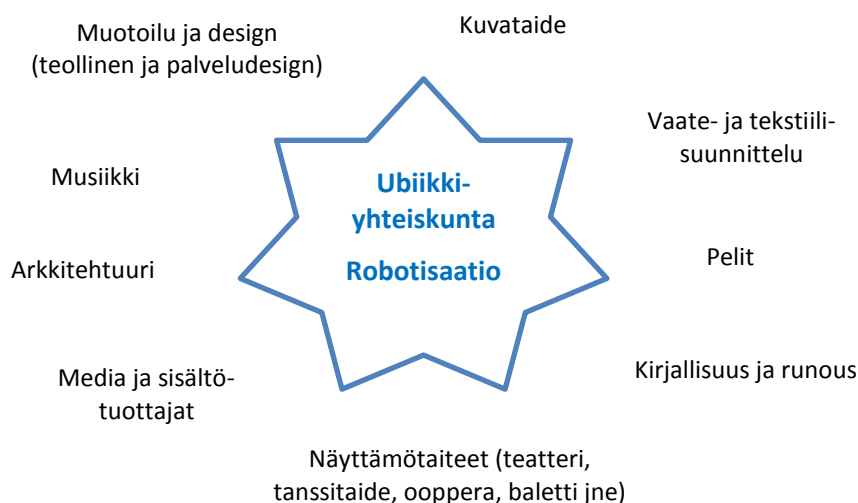 Muotoilu ja design
(teollinen ja palveludesign)
Kuvataide
Vaate- ja tekstiili-
suunnittelu
Musiikki
Ubiikki-
yhteiskunta
Robotisaatio
Arkkitehtuuri
Pelit
Media ja sisältö-
tuottajat
Kirjallisuus ja runous
Näyttämötaiteet (teatteri,
tanssitaide, ooppera, baletti jne)